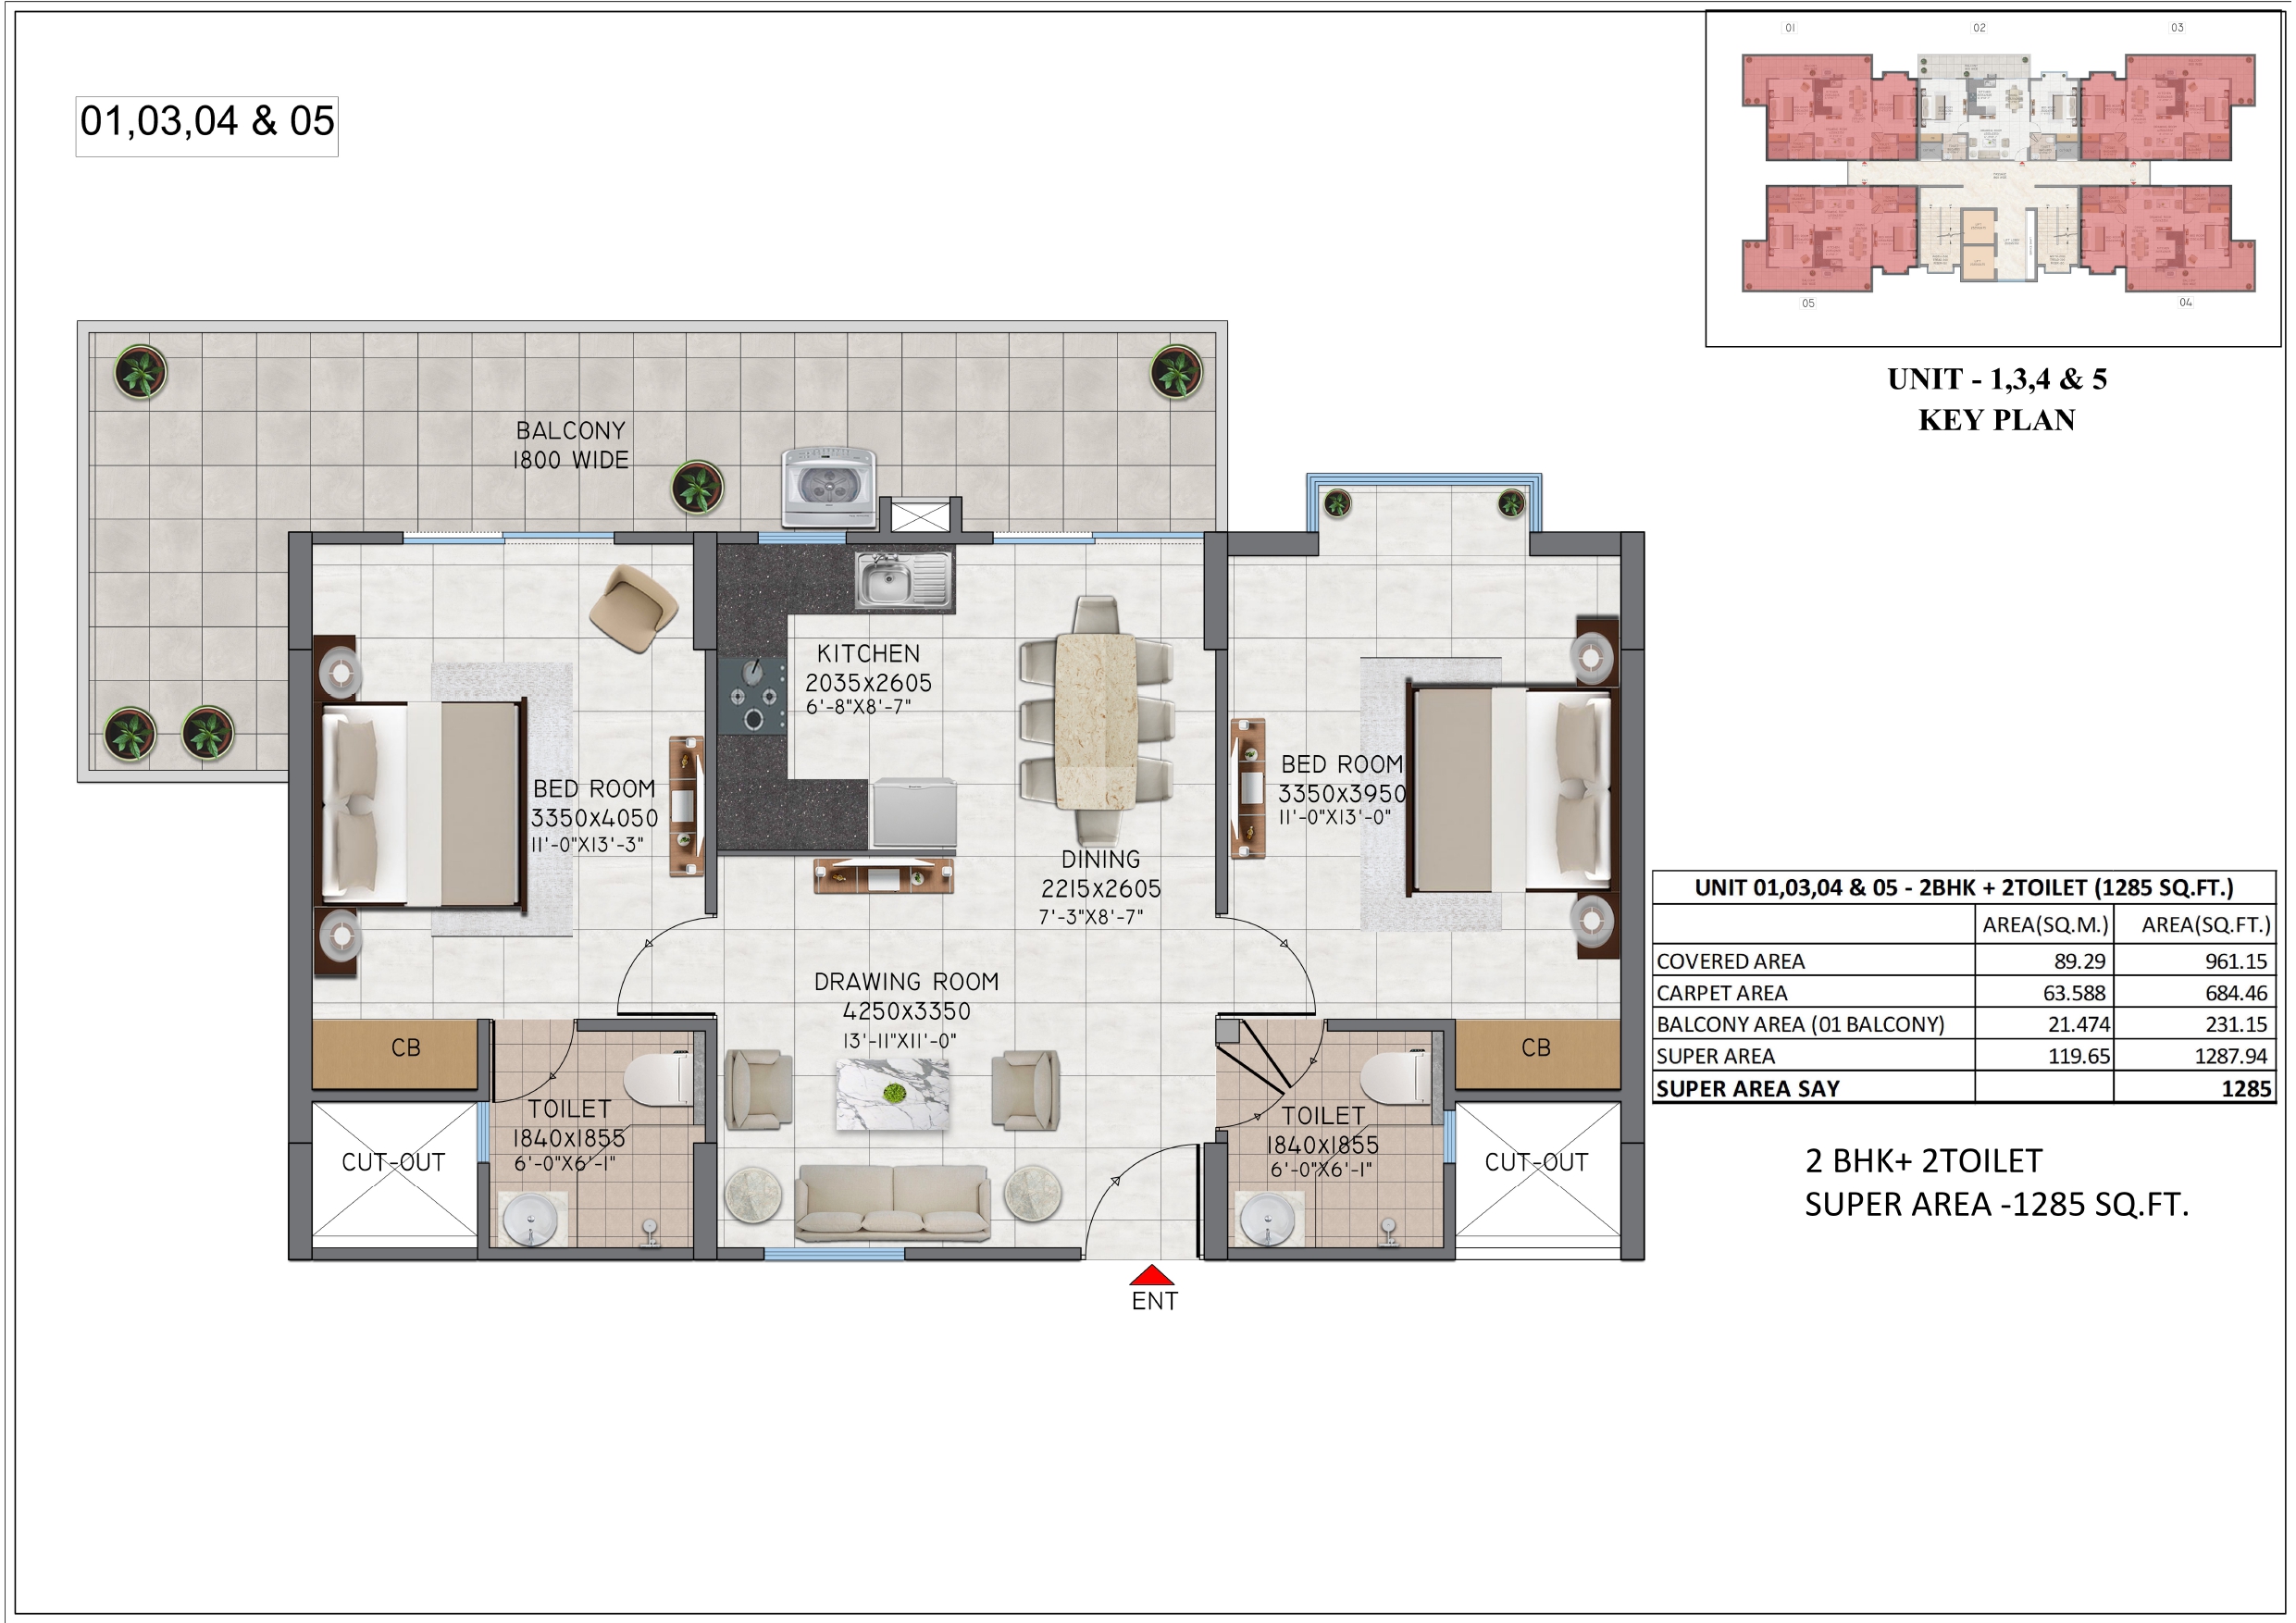 01,03,04 & 05
01
02
03
05
04
UNIT - 1,3,4 & 5
KEY PLAN
BALCONY
1800 WIDE
KITCHEN
2035x2605
6'-8"X8'-7"
BED ROOM
3350x4050
11'-0"X13'-3"
BED ROOM
3350x3950
11'-0"X13'-0"
DINING
2215x2605
7'-3"X8'-7"
DRAWING ROOM
4250x3350
13'-11"X11'-0"
CB
CB
TOILET
1840x1855
6'-0"X6'-1"
TOILET
1840x1855
6'-0"X6'-1"
CUT-OUT
CUT-OUT
ENT
UNIT 01,03,04 & 05 - 2BHK + 2TOILET (1285 SQ.FT.)
AREA(SQ.M.) AREA(SQ.FT.)
COVERED AREA 89.29 961.15
CARPET AREA 63.588 684.46
BALCONY AREA (01 BALCONY) 21.474 231.15
SUPER AREA 119.65 1287.94
SUPER AREA SAY 1285
2 BHK+ 2TOILET
SUPER AREA -1285 SQ.FT.